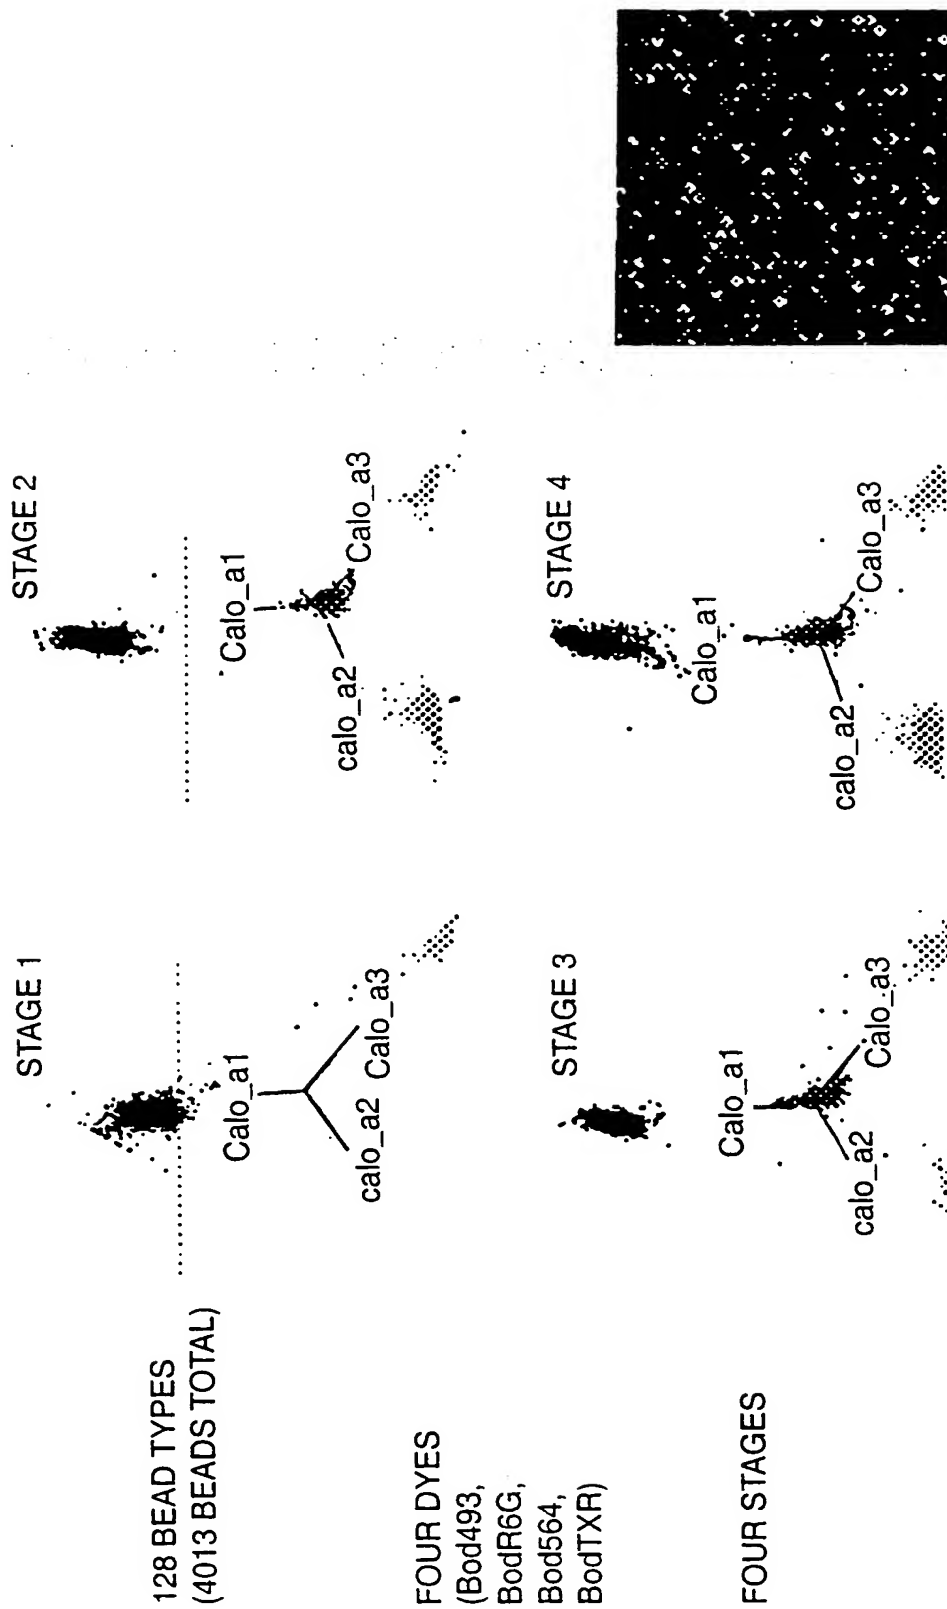 128 BEAD TYPES
(4013 BEADS TOTAL)
FOUR DYES
(Bod493,
BodR6G,
Bod564,
BodTXR)
FOUR STAGES
STAGE 1
Calo_a1
calo_a2
Calo_a3
STAGE 2
Calo_a1
calo_a2
Calo_a3
STAGE 3
Calo_a1
calo_a2
Calo_a3
STAGE 4
Calo_a1
calo_a2
Calo_a3